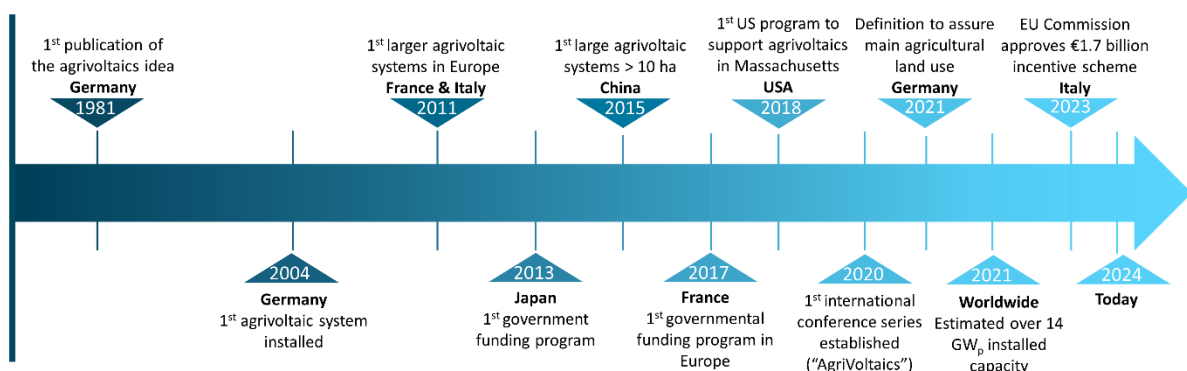 1st publication of
the agrivoltaics idea
Germany
1981
1st larger agrivoltaic
systems in Europe
France & Italy
2011
1st large agrivoltaic
systems > 10 ha
China
2015
1st US program to
support agrivoltaics
in Massachusetts
USA
2018
Definition to assure
main agricultural
land use
Germany
2021
EU Commission
approves €1.7 billion
incentive scheme
Italy
2023
2004
Germany
1st agrivoltaic system
installed
2013
Japan
1st government
funding program
2017
France
1st governmental
funding program in
Europe
2020
1st international
conference series
established
("AgriVoltaics")
2021
Worldwide
Estimated over 14
GWp installed
capacity
2024
Today